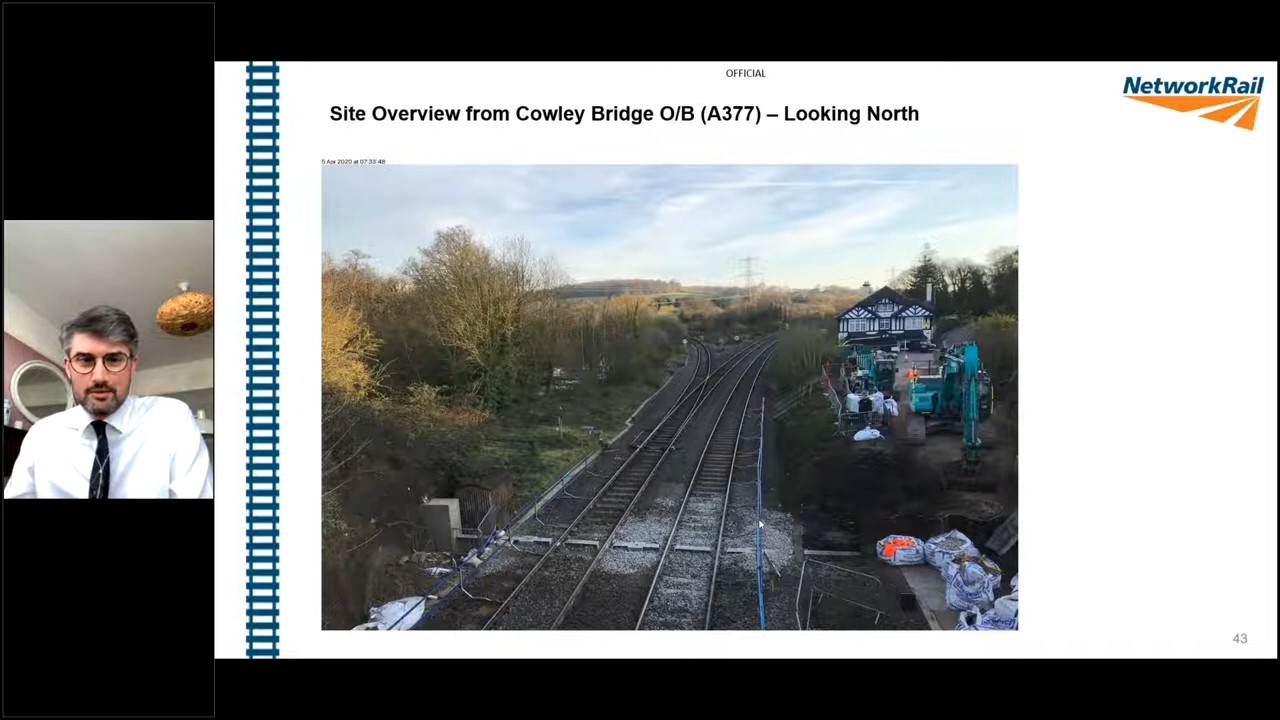 OFFICIAL
NetworkRail
Site Overview from Cowley Bridge O/B (A377) – Looking North
5 Apr 2020 at 07:33:48
43